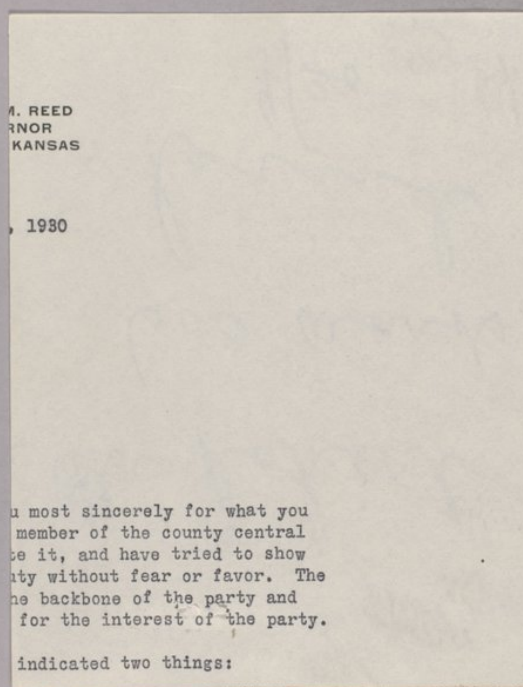 M. REED
RNOR
KANSAS
, 1930
u most sincerely for what you
member of the county central
te it, and have tried to show
uty without fear or favor. The
he backbone of the party and
for the interest of the party.
indicated two things: